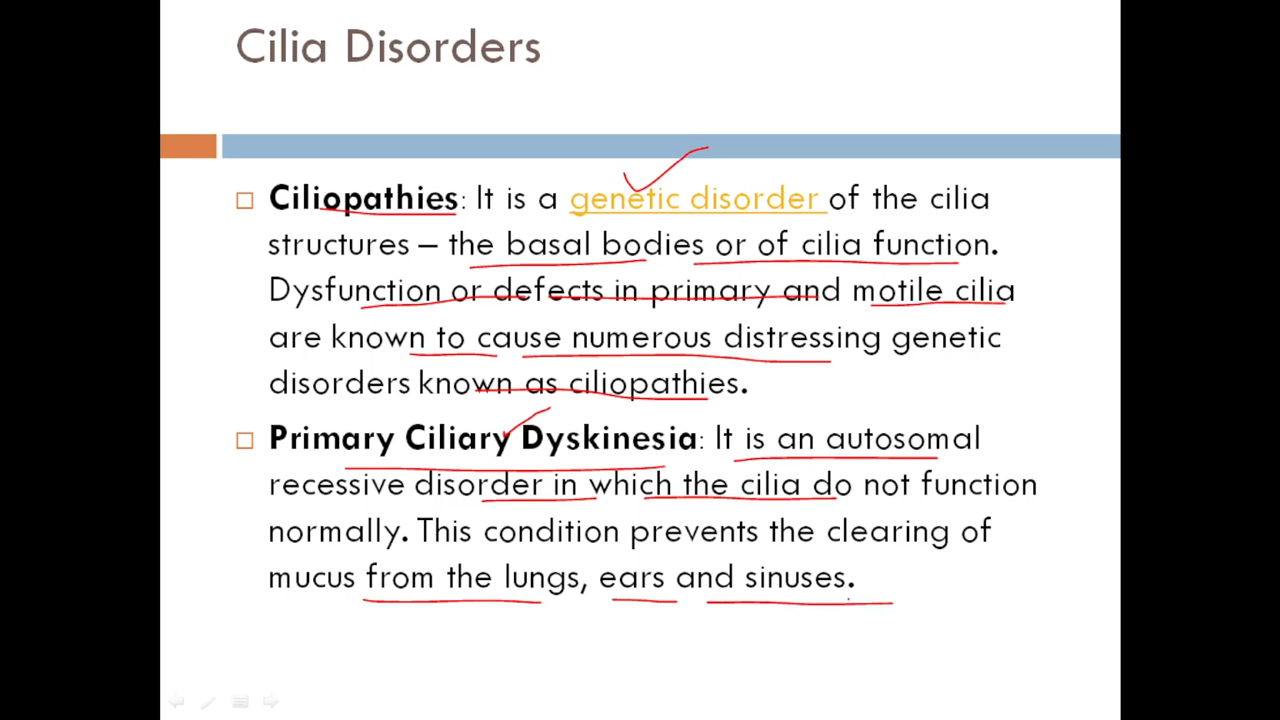 Cilia Disorders
Ciliopathies: It is a genetic disorder of the cilia
structures – the basal bodies or of cilia function.
Dysfunction or defects in primary and motile cilia
are known to cause numerous distressing genetic
disorders known as ciliopathies.
Primary Ciliary Dyskinesia: It is an autosomal
recessive disorder in which the cilia do not function
normally. This condition prevents the clearing of
mucus from the lungs, ears and sinuses.